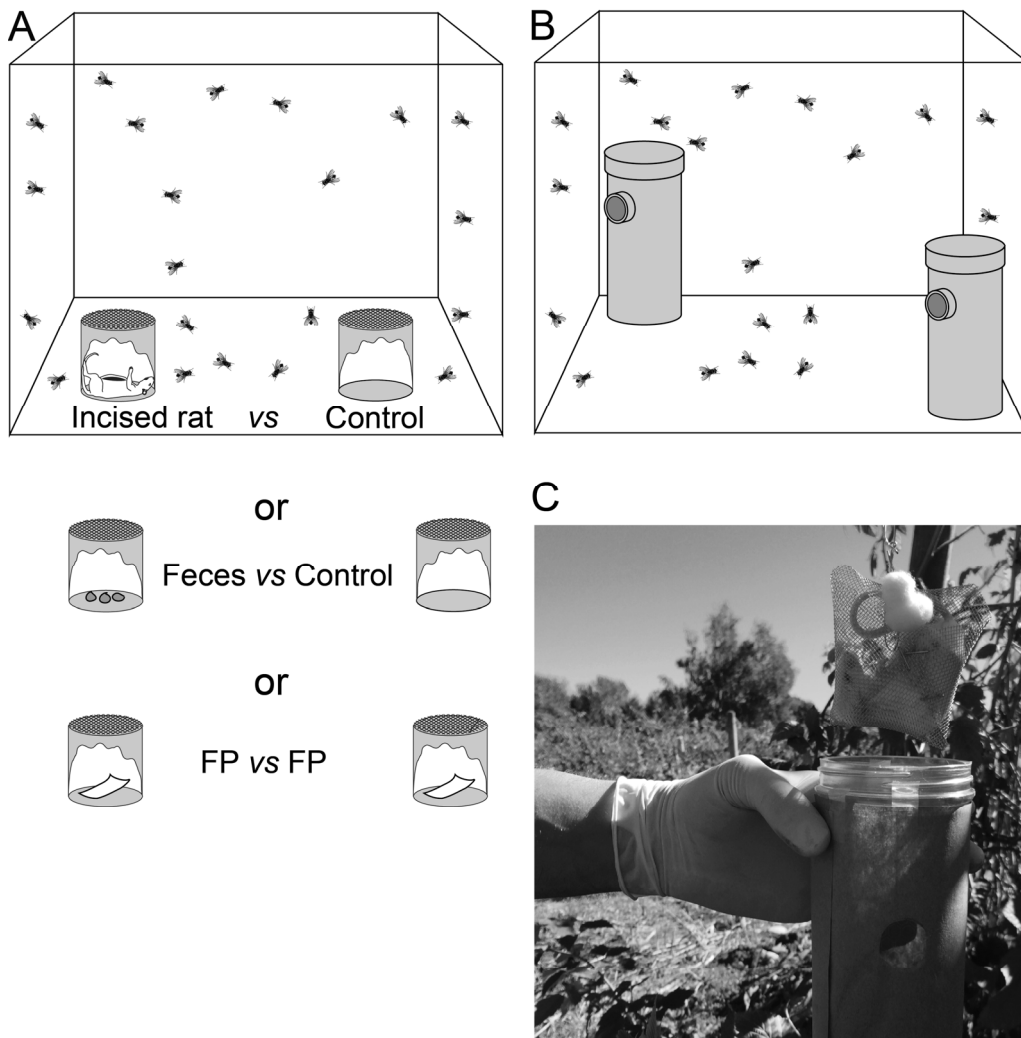 A
B
Incised rat vs Control
or
Feces vs Control
or
FP vs FP
C